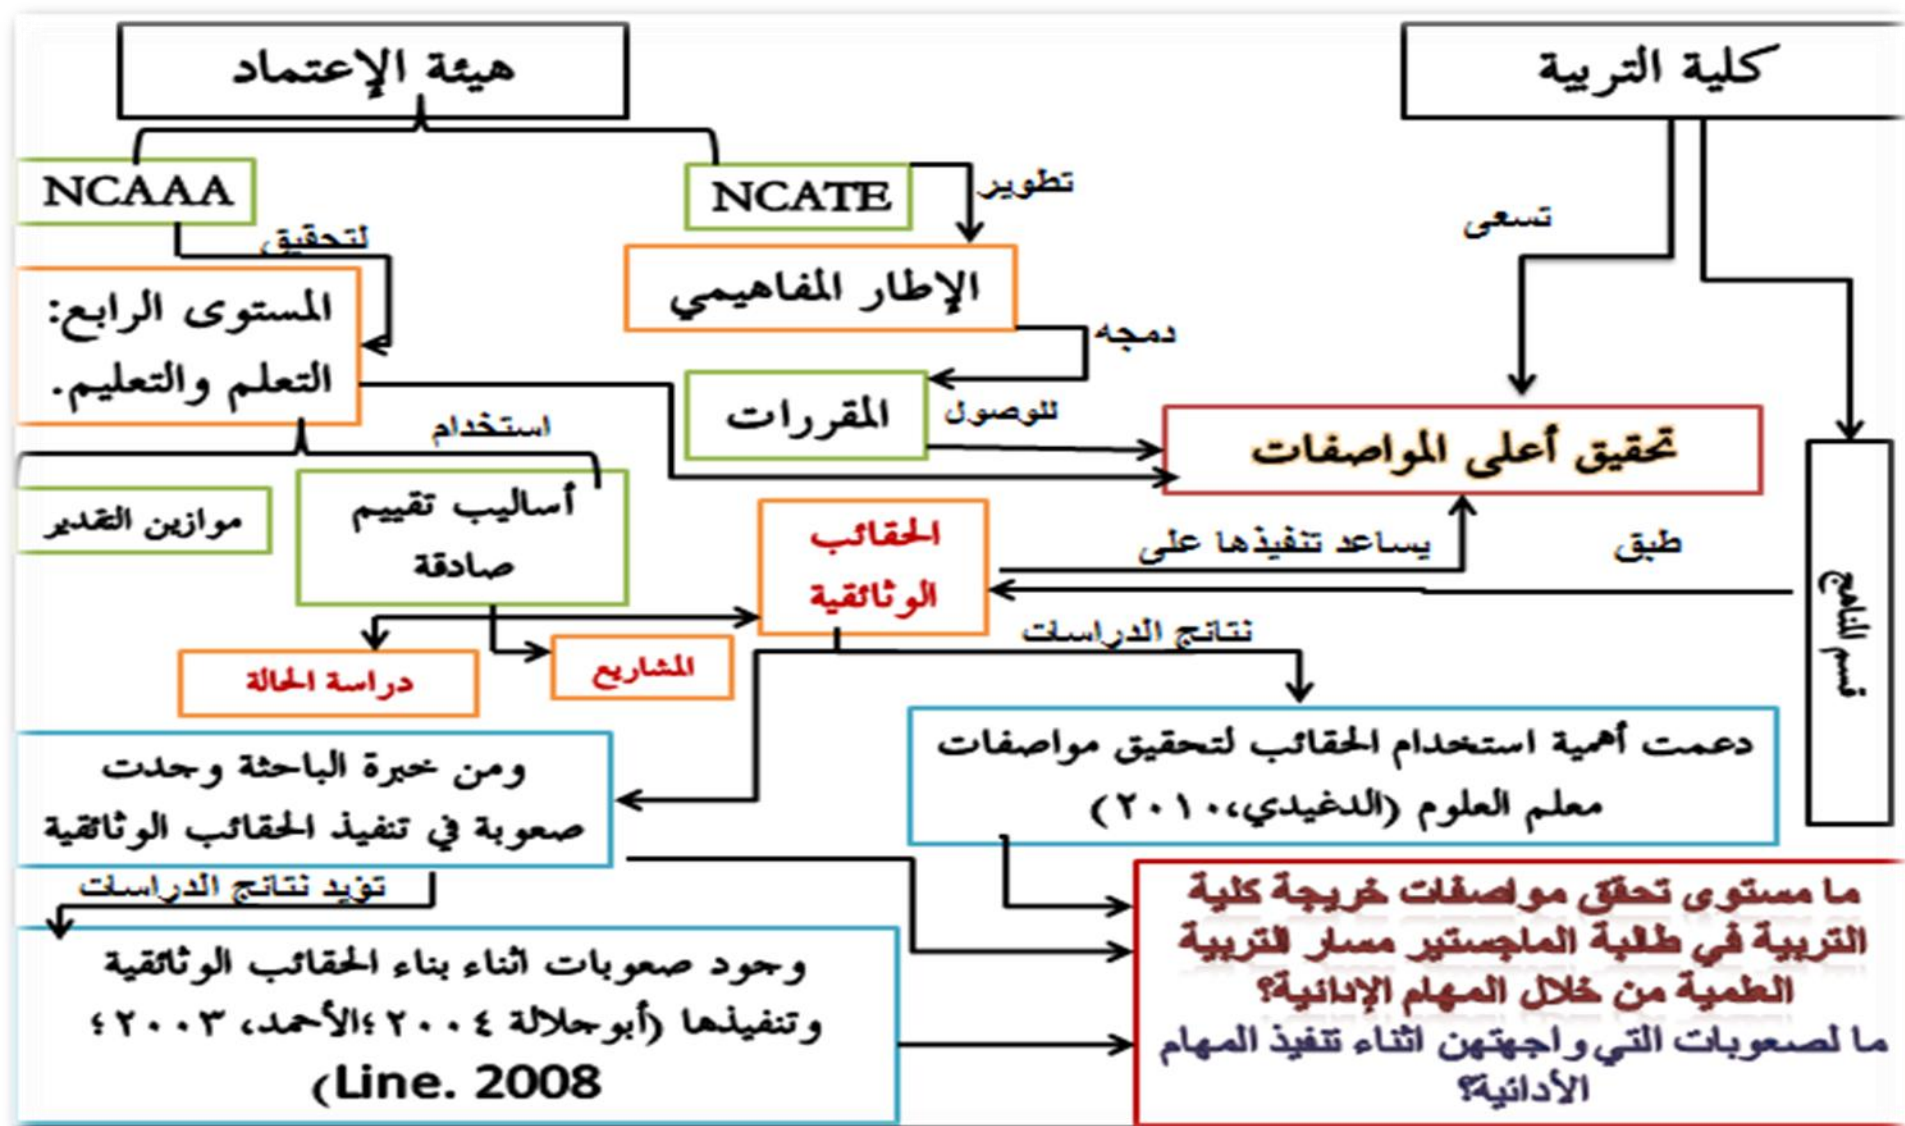 كلية التربية
هيئة الإعتماد
NCATE
NCAAA
تطوير
تسعى
لتحقيق
الإطار المفاهيمي
المستوى الرابع:
التعلم والتعليم.
دمجه
المقررات
للوصول
استخدام
تحقيق أعلى المواصفات
أساليب تقييم
صادقة
موازين التقدير
الحقائب
الوثائقية
يساعد تنفيذها على
طبق
قسم المناهج
نتائج الدراسات
المشاريع
دراسة الحالة
دعمت أهمية استخدام الحقائب لتحقيق مواصفات
معلم العلوم (الدغيدي،٢٠١٠)
ومن خبرة الباحثة وجدت
صعوبة في تنفيذ الحقائب الوثائقية
تؤيد نتائج الدراسات
وجود صعوبات اثناء بناء الحقائب الوثائقية
وتنفيذها (أبوجلالة ٢٠٠٤؛الأحمد، ٢٠٠٣؛
Line. 2008)
ما مستوى تحقق مواصفات خريجة كلية
التربية في طالبة الماجستير مسار التربية
العلمية من خلال المهام الإدائية؟
ما لصعوبات التي واجهتهن اثناء تنفيذ المهام
الأدائية؟